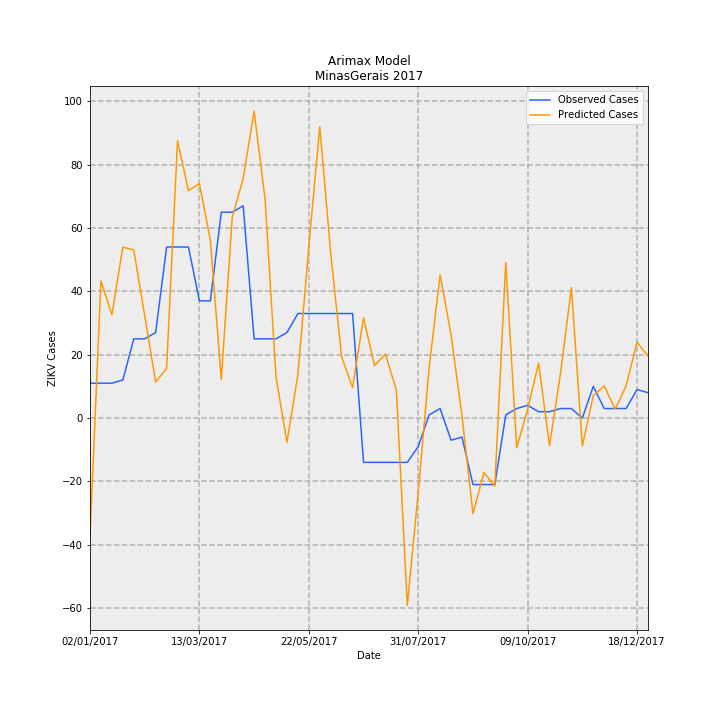 Arimax Model
MinasGerais 2017
Observed Cases
Predicted Cases
100
80
60
40
20
0
−20
−40
−60
ZIKV Cases
02/01/2017
13/03/2017
22/05/2017
31/07/2017
09/10/2017
18/12/2017
Date